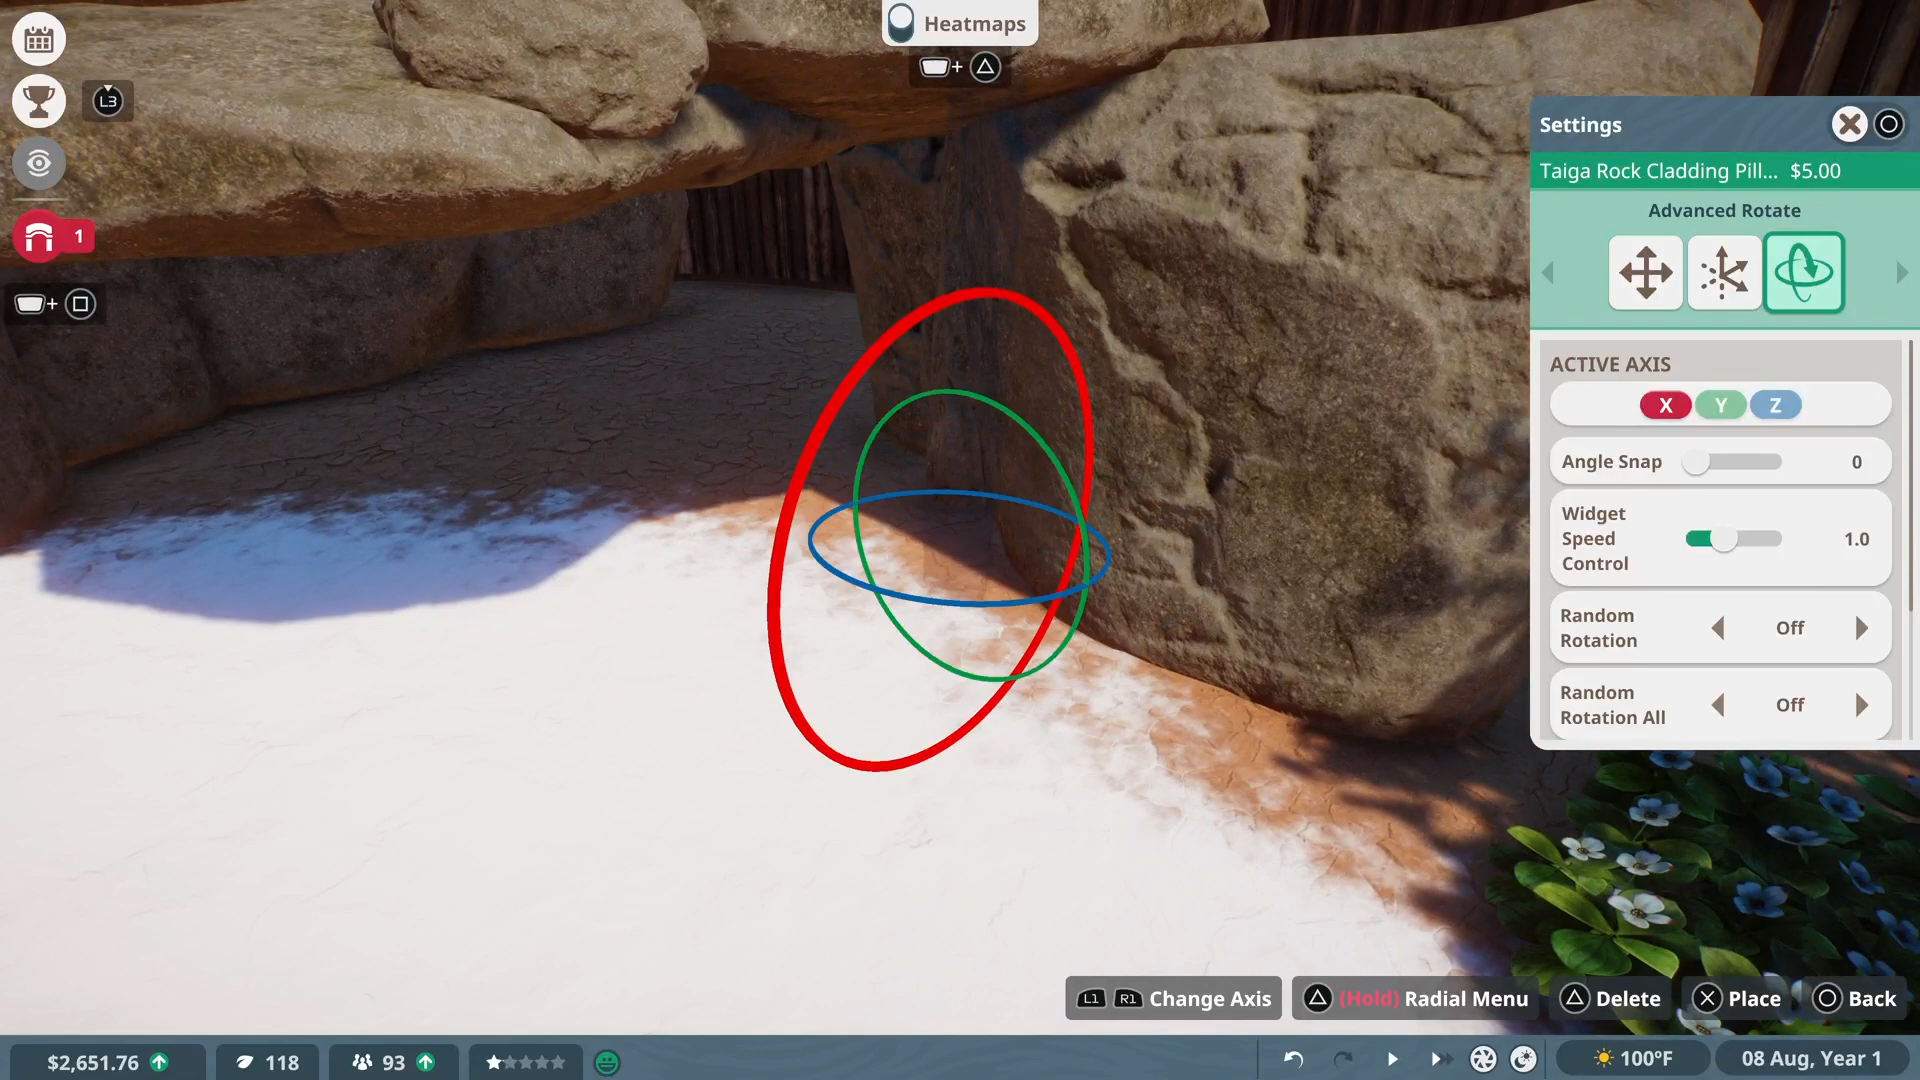 Heatmaps
+
L3
1
+
Settings
Taiga Rock Cladding Pill... $5.00
Advanced Rotate
ACTIVE AXIS
X Y Z
Angle Snap 0
Widget
Speed
Control
1.0
Random
Rotation
Off
Random
Rotation All
Off
L1 R1 Change Axis
(Hold) Radial Menu
Delete
Place
Back
$2,651.76
118
93
100°F
08 Aug, Year 1